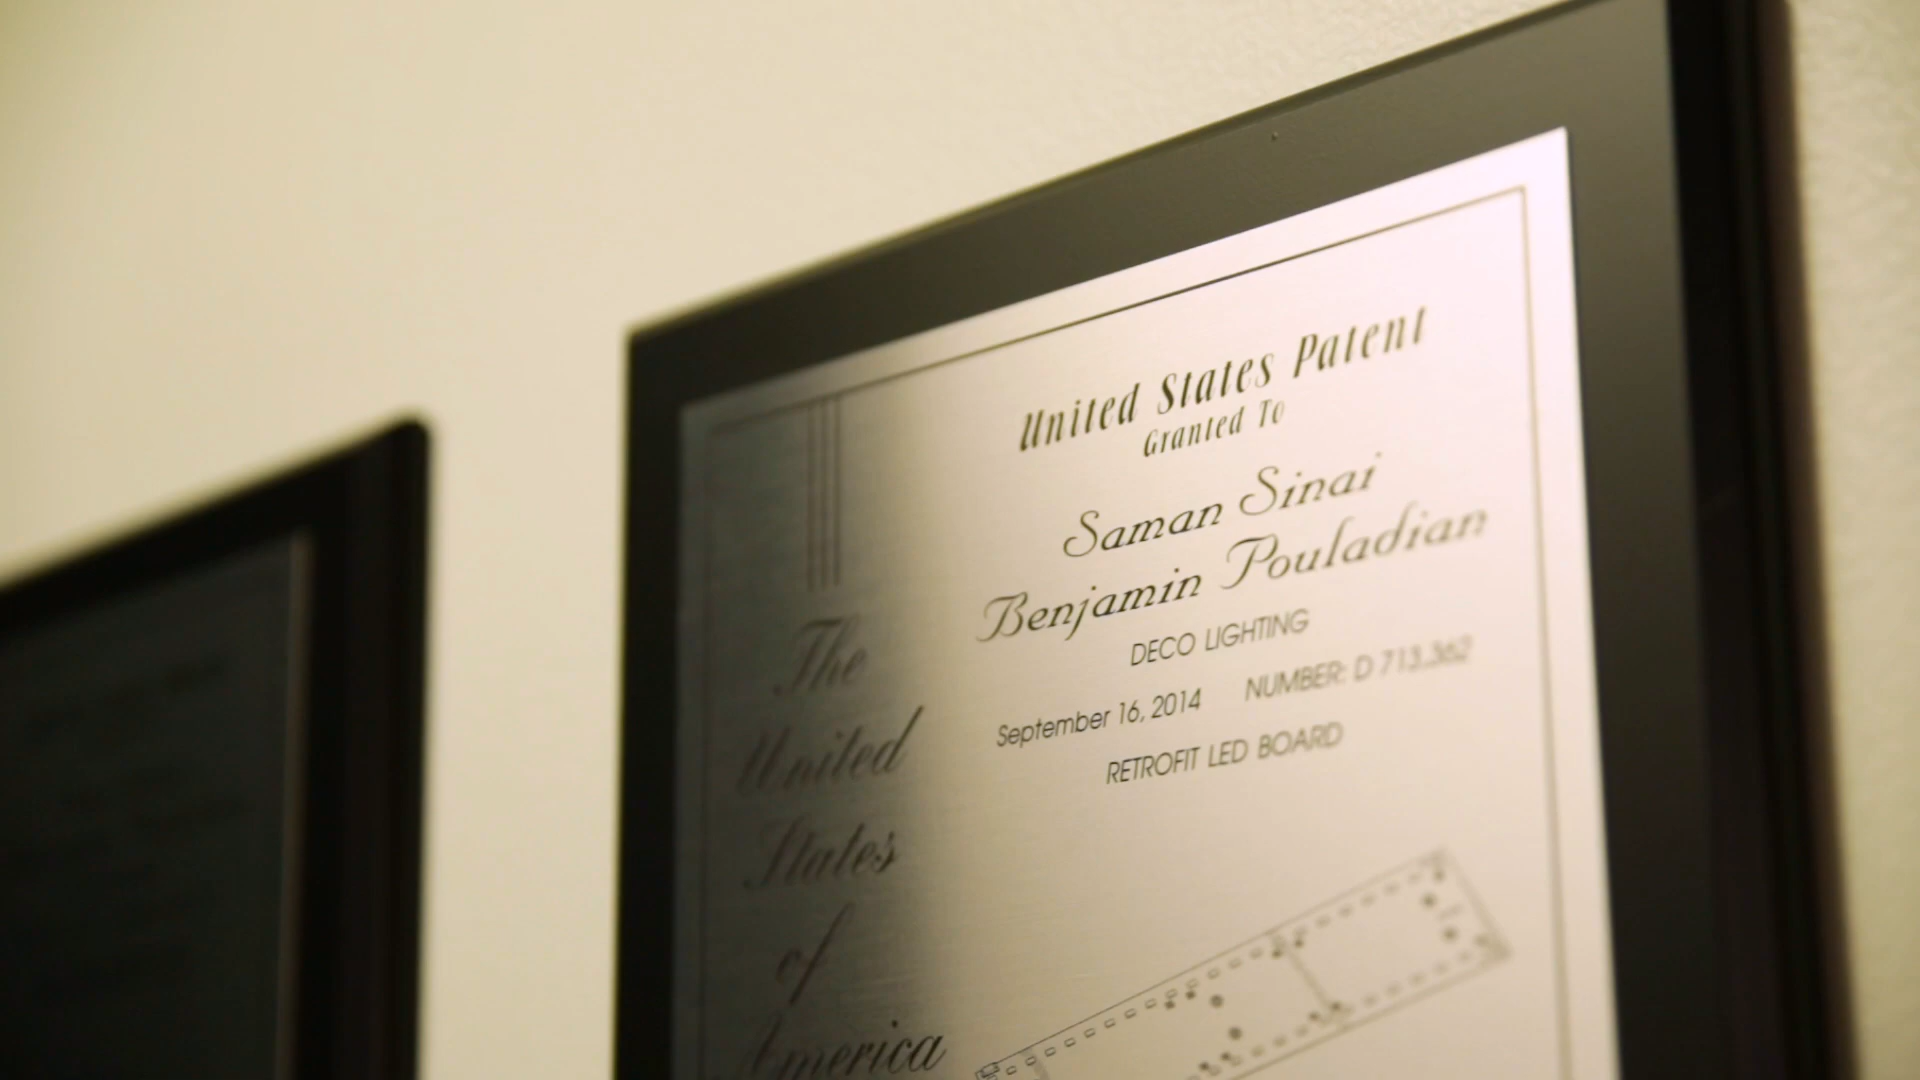 United States Patent
Granted To
Saman Sinai
Benjamin Pouladian
DECO LIGHTING
September 16, 2014 NUMBER: D 713,362
RETROFIT LED BOARD
The
United
States
of
America